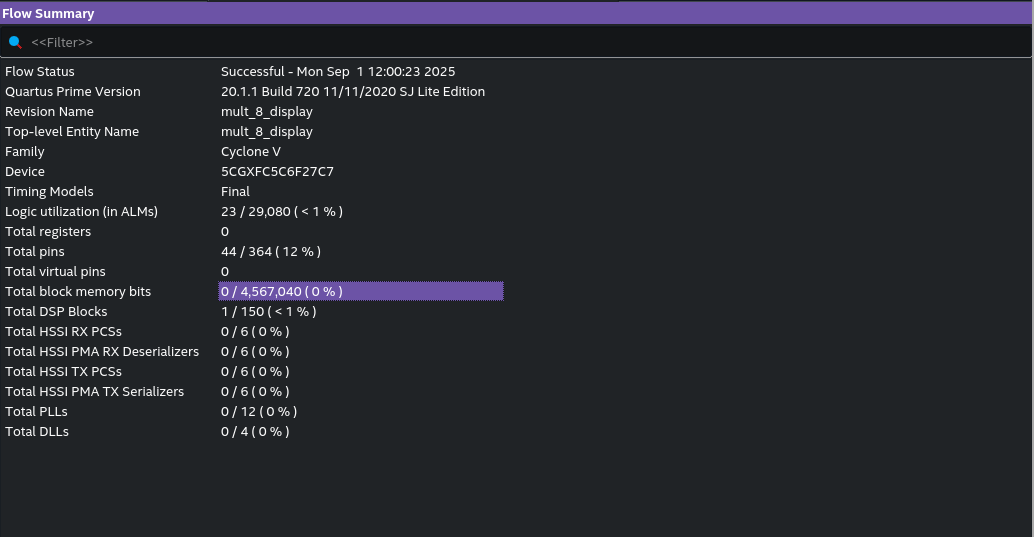 Flow Summary
<<Filter>>
Flow Status Successful - Mon Sep 1 12:00:23 2025
Quartus Prime Version 20.1.1 Build 720 11/11/2020 SJ Lite Edition
Revision Name mult_8_display
Top-level Entity Name mult_8_display
Family Cyclone V
Device 5CGXFC5C6F27C7
Timing Models Final
Logic utilization (in ALMs) 23 / 29,080 ( < 1 % )
Total registers 0
Total pins 44 / 364 ( 12 % )
Total virtual pins 0
Total block memory bits 0 / 4,567,040 ( 0 % )
Total DSP Blocks 1 / 150 ( < 1 % )
Total HSSI RX PCSs 0 / 6 ( 0 % )
Total HSSI PMA RX Deserializers 0 / 6 ( 0 % )
Total HSSI TX PCSs 0 / 6 ( 0 % )
Total HSSI PMA TX Serializers 0 / 6 ( 0 % )
Total PLLs 0 / 12 ( 0 % )
Total DLLs 0 / 4 ( 0 % )